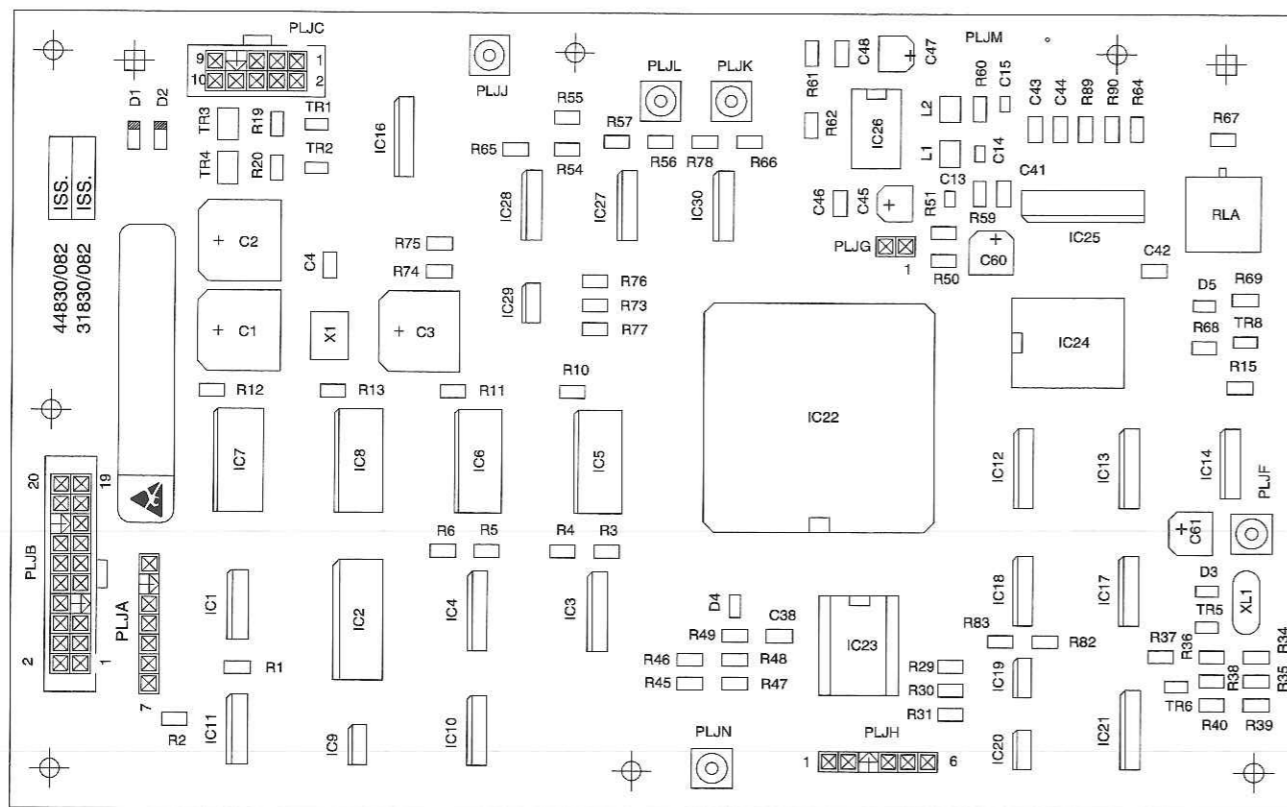 PLJC
9
1
10
2
D1
D2
TR3
R19
TR1
TR4
R20
TR2
IC16
PLJJ
R55
R65
R54
R57
PLJL
PLJK
R56
R78
R66
R61
C48
C47
R62
IC26
PLJM
L2
R60
C15
L1
C14
C43
C44
R89
R90
R64
R67
ISS.
ISS.
44830/082
31830/082
C2
C4
R75
R74
IC28
IC27
IC30
C46
C45
R51
C13
R59
C41
IC25
RLA
PLJG
1
R50
C60
C42
C1
X1
C3
IC29
R76
R73
R77
IC24
D5
R69
R68
TR8
R15
R12
R13
R11
R10
IC22
IC7
IC8
IC6
IC5
IC12
IC13
IC14
PLJF
20
19
PLJB
2
1
R6
R5
R4
R3
C61
PLJA
7
IC1
IC2
IC4
IC3
D4
R49
C38
R46
R48
R45
R47
IC23
R29
R30
R31
IC18
IC17
R83
R82
D3
TR5
XL1
R37
R36
R34
R38
R35
TR6
R40
R39
R1
R2
IC11
IC9
IC10
PLJN
PLJH
1
6
IC19
IC20
IC21